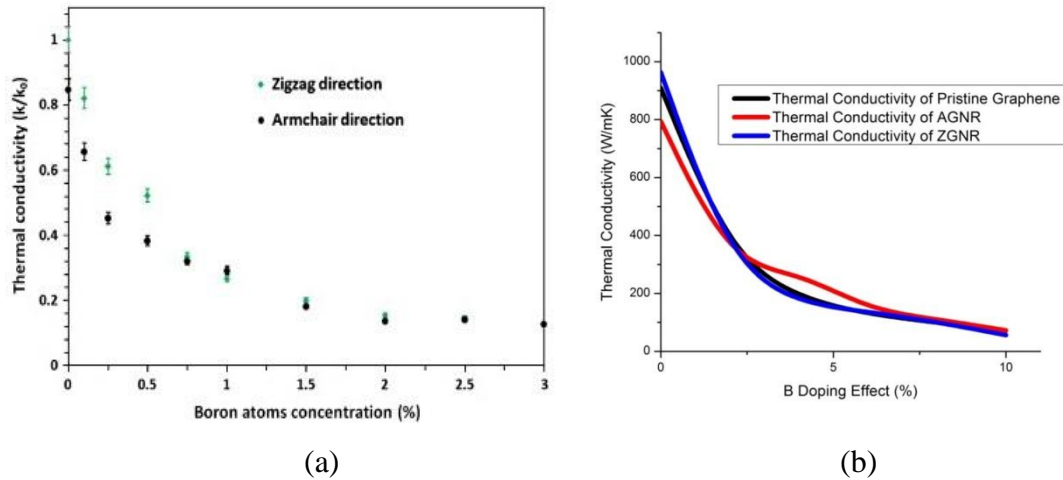 Thermal conductivity (k/k₀)
1
0.8
0.6
0.4
0.2
0
0
0.5
1
1.5
2
2.5
3
Boron atoms concentration (%)
Zigzag direction
Armchair direction
(a)
Thermal Conductivity (W/mK)
1000
800
600
400
200
0
0
5
10
B Doping Effect (%)
Thermal Conductivity of Pristine Graphene
Thermal Conductivity of AGNR
Thermal Conductivity of ZGNR
(b)